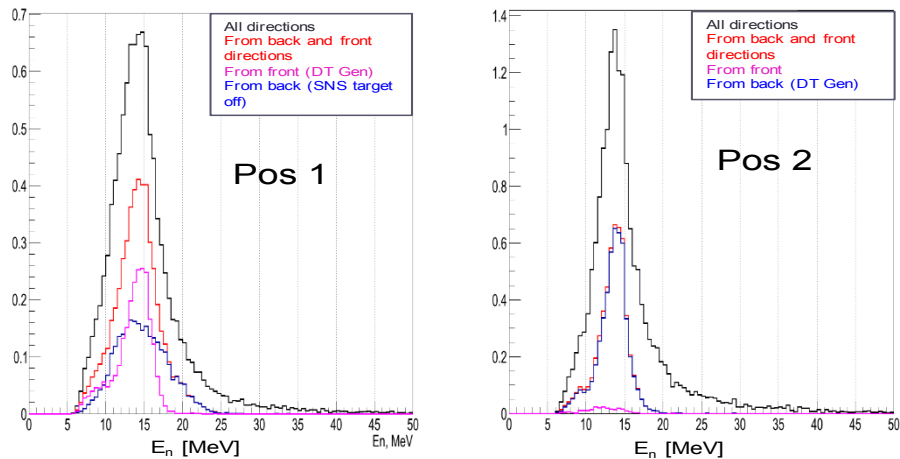 All directions
From back and front
directions
From front (DT Gen)
From back (SNS target
off)
Pos 1
0.7
0.6
0.5
0.4
0.3
0.2
0.1
0
0 5 10 15 20 25 30 35 40 45 50
En, MeV
En [MeV]
All directions
From back and front
directions
From front
From back (DT Gen)
Pos 2
1.4
1.2
1
0.8
0.6
0.4
0.2
0
0 5 10 15 20 25 30 35 40 45 50
En [MeV]